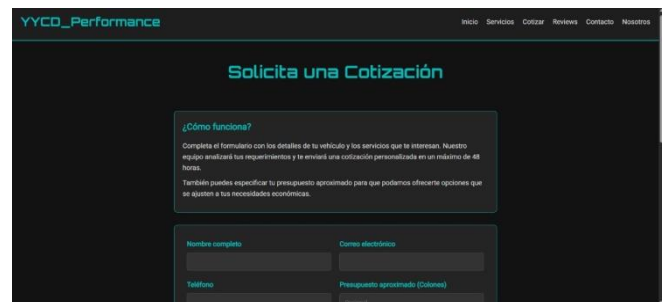 YYCD_Performance
Inicio Servicios Cotizar Reviews Contacto Nosotros
Solicita una Cotización
¿Cómo funciona?
Completa el formulario con los detalles de tu vehículo y los servicios que te interesan. Nuestro
equipo analizará tus requerimientos y te enviará una cotización personalizada en un máximo de 48
horas.
También puedes especificar tu presupuesto aproximado para que podamos ofrecerte opciones que
se ajusten a tus necesidades económicas.
Nombre completo Correo electrónico
Teléfono Presupuesto aproximado (Colones)